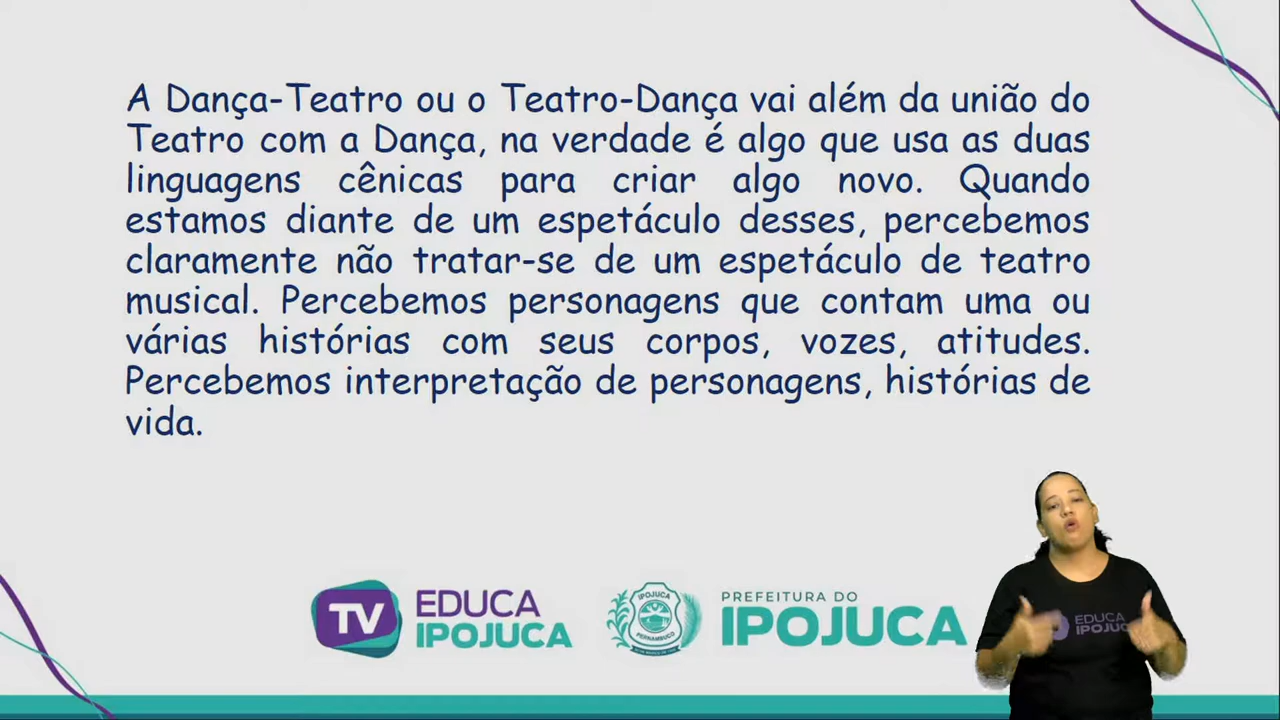 A Dança-Teatro ou o Teatro-Dança vai além da união do
Teatro com a Dança, na verdade é algo que usa as duas
linguagens cênicas para criar algo novo. Quando
estamos diante de um espetáculo desses, percebemos
claramente não tratar-se de um espetáculo de teatro
musical. Percebemos personagens que contam uma ou
várias histórias com seus corpos, vozes, atitudes.
Percebemos interpretação de personagens, histórias de
vida.
TV EDUCA
IPOJUCA
IPOJUCA
PERNAMBUCO
PREFEITURA DO
IPOJUCA
EDUCA